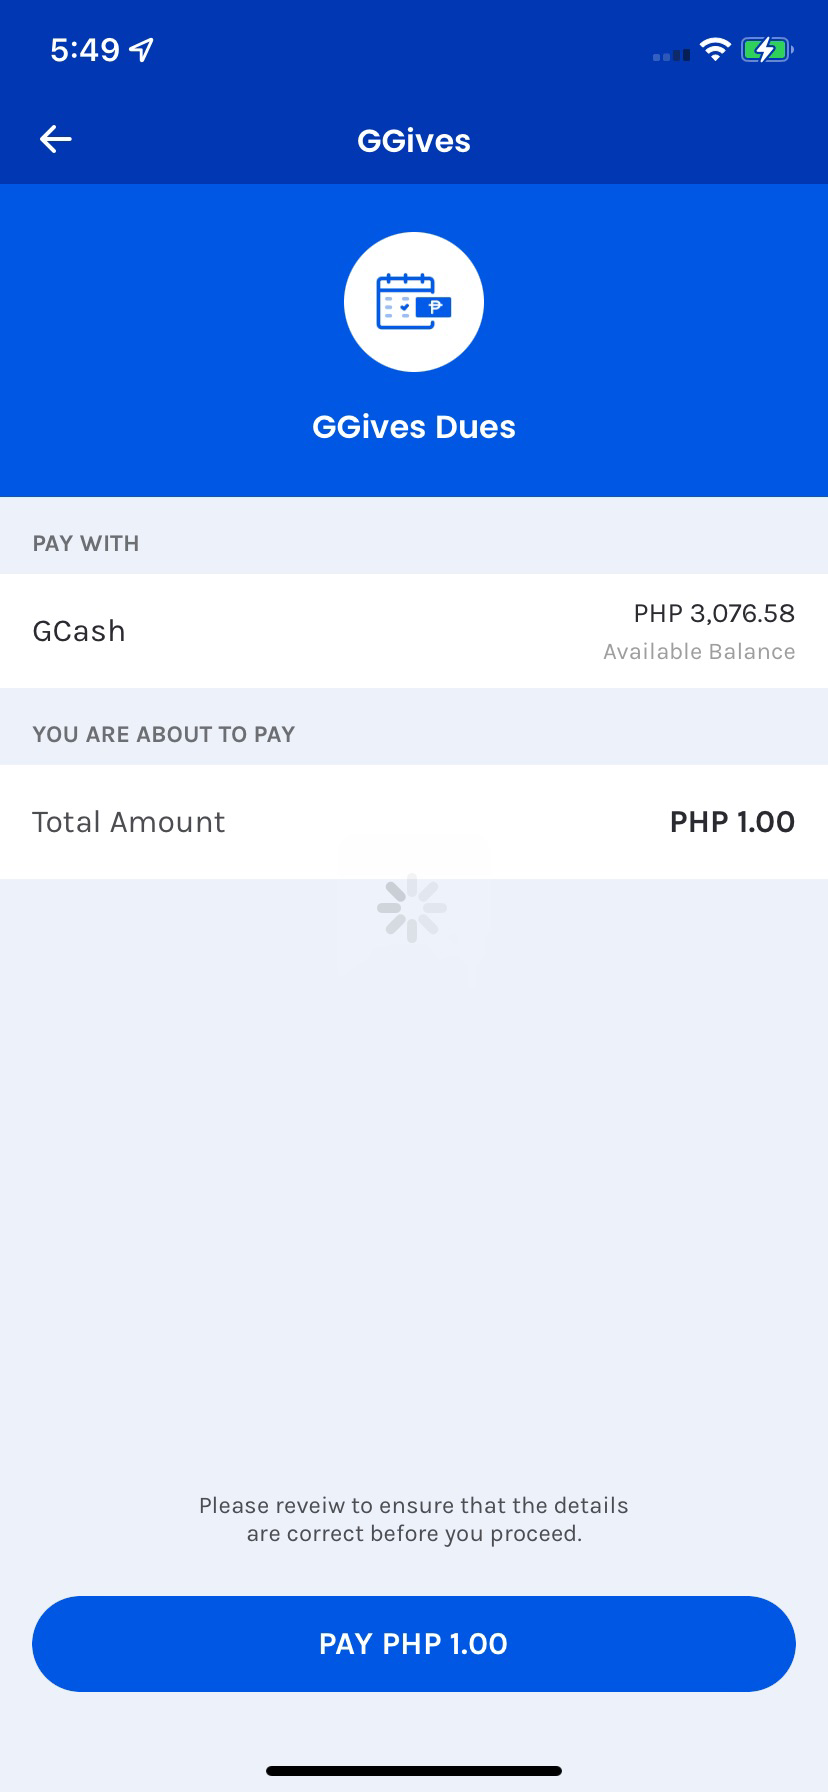 5:49
GGives
₱
GGives Dues
PAY WITH
GCash
PHP 3,076.58
Available Balance
YOU ARE ABOUT TO PAY
Total Amount
PHP 1.00
Please reveiw to ensure that the details
are correct before you proceed.
PAY PHP 1.00